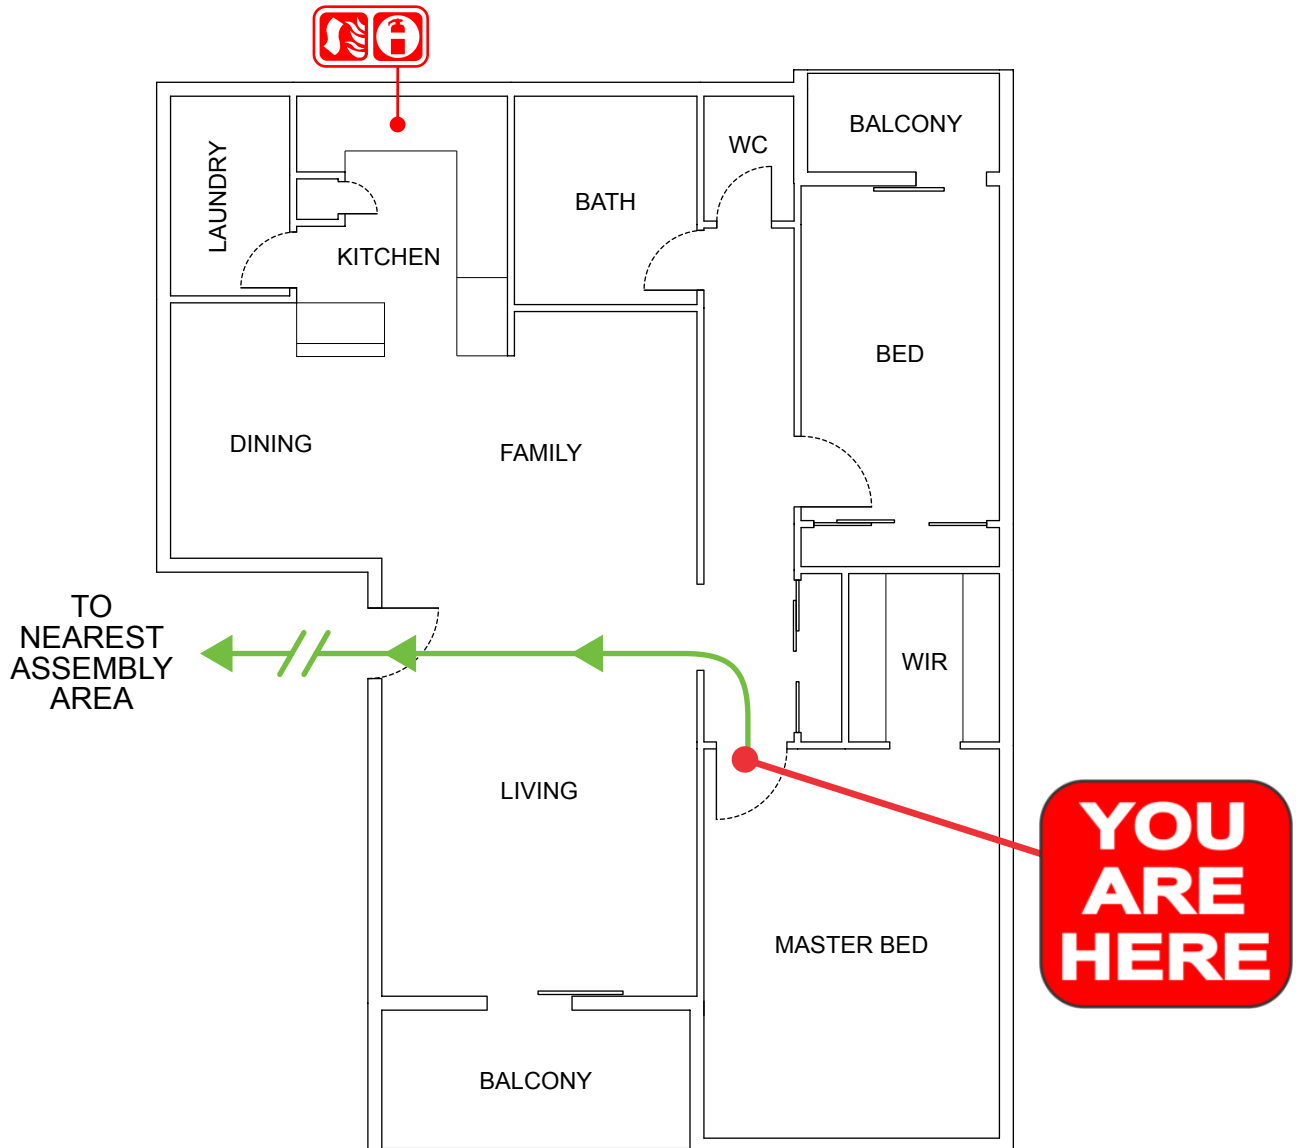 BALCONY
WC
LAUNDRY
BATH
KITCHEN
BED
DINING
FAMILY
TO
NEAREST
ASSEMBLY
AREA
WIR
LIVING
YOU
ARE
HERE
MASTER BED
BALCONY